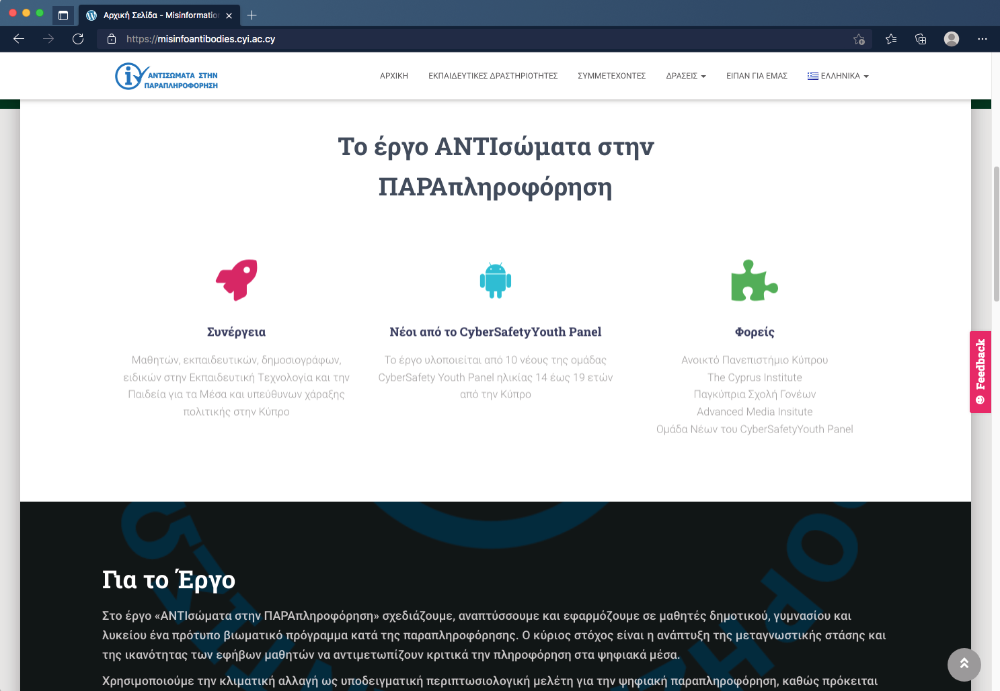 Αρχική Σελίδα - Misinformation
https://misinfoantibodies.cyi.ac.cy
ΑΝΤΙΣΩΜΑΤΑ ΣΤΗΝ
ΠΑΡΑΠΛΗΡΟΦΟΡΗΣΗ
ΑΡΧΙΚΗ ΕΚΠΑΙΔΕΥΤΙΚΕΣ ΔΡΑΣΤΗΡΙΟΤΗΤΕΣ ΣΥΜΜΕΤΕΧΟΝΤΕΣ ΔΡΑΣΕΙΣ ΕΙΠΑΝ ΓΙΑ ΕΜΑΣ ΕΛΛΗΝΙΚΑ
Το έργο ΑΝΤΙσώματα στην
ΠΑΡΑπληροφόρηση
Συνέργεια
Μαθητών, εκπαιδευτικών, δημοσιογράφων,
ειδικών στην Εκπαιδευτική Τεχνολογία και την
Παιδεία για τα Μέσα και υπεύθυνων χάραξης
πολιτικής στην Κύπρο
Νέοι από το CyberSafetyYouth Panel
Το έργο υλοποιείται από 10 νέους της ομάδας
CyberSafety Youth Panel ηλικίας 14 έως 19 ετών
από την Κύπρο
Φορείς
Ανοικτό Πανεπιστήμιο Κύπρου
The Cyprus Institute
Παγκύπρια Σχολή Γονέων
Advanced Media Insitute
Ομάδα Νέων του CyberSafetyYouth Panel
Feedback
Για το Έργο
Στο έργο «ΑΝΤΙσώματα στην ΠΑΡΑπληροφόρηση» σχεδιάζουμε, αναπτύσσουμε και εφαρμόζουμε σε μαθητές δημοτικού, γυμνασίου και
λυκείου ένα πρότυπο βιωματικό πρόγραμμα κατά της παραπληροφόρησης. Ο κύριος στόχος είναι η ανάπτυξη της μεταγνωστικής στάσης και
της ικανότητας των εφήβων μαθητών να αντιμετωπίζουν κριτικά την πληροφόρηση στα ψηφιακά μέσα.
Χρησιμοποιούμε την κλιματική αλλαγή ως υποδειγματική περιπτωσιολογική μελέτη για την ψηφιακή παραπληροφόρηση, καθώς πρόκειται